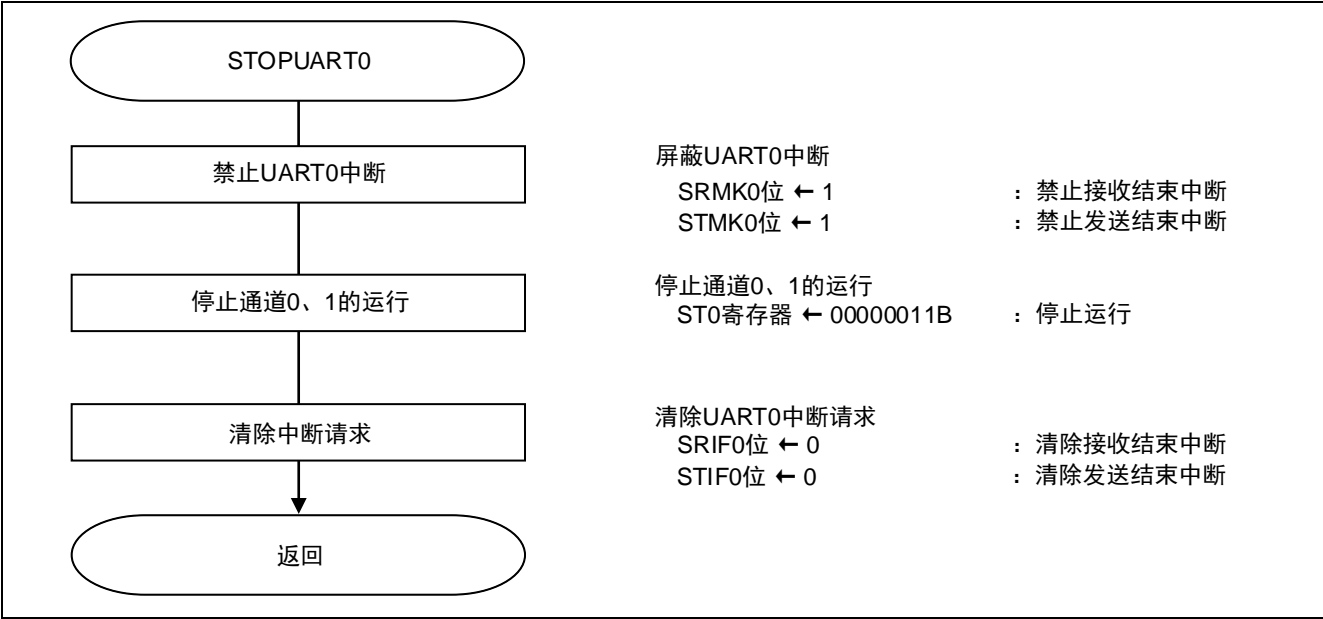 STOPUART0
禁止UART0中断
屏蔽UART0中断
SRMK0位 ← 1 ：禁止接收结束中断
STMK0位 ← 1 ：禁止发送结束中断
停止通道0、1的运行
停止通道0、1的运行
ST0寄存器 ← 00000011B ：停止运行
清除中断请求
清除UART0中断请求
SRIF0位 ← 0 ：清除接收结束中断
STIF0位 ← 0 ：清除发送结束中断
返回